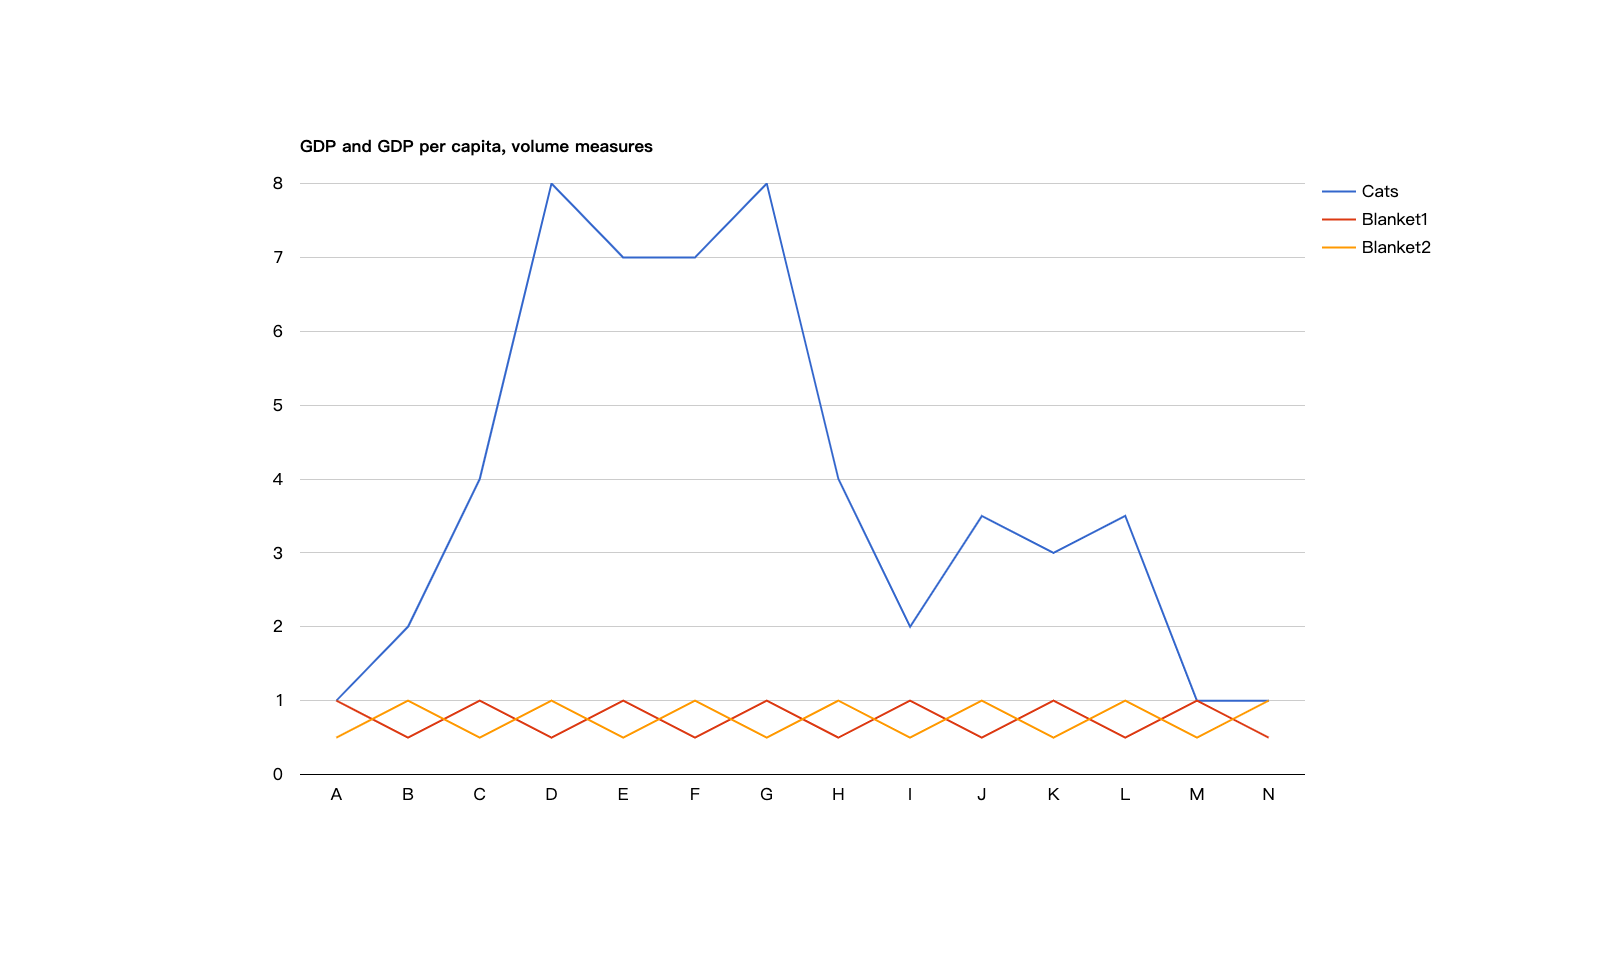 GDP and GDP per capita, volume measures
8
7
6
5
4
3
2
1
0
A B C D E F G H I J K L M N
Cats
Blanket1
Blanket2